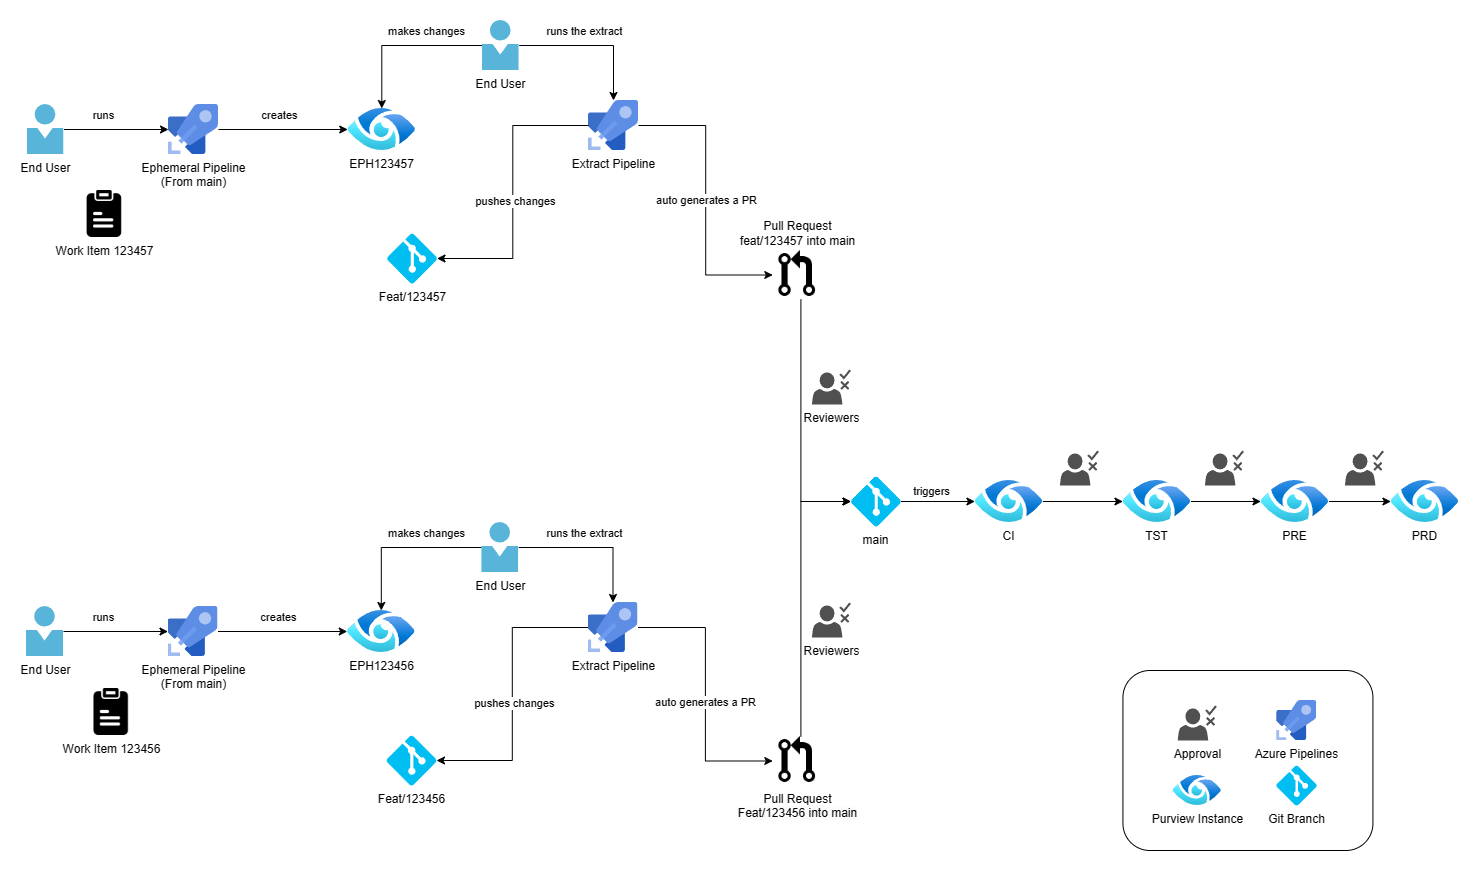 makes changes
runs the extract
End User
runs
creates
End User
Ephemeral Pipeline
(From main)
EPH123457
Extract Pipeline
Work Item 123457
pushes changes
auto generates a PR
Pull Request
feat/123457 into main
Feat/123457
Reviewers
triggers
main
CI
TST
PRE
PRD
makes changes
runs the extract
End User
runs
creates
End User
Ephemeral Pipeline
(From main)
EPH123456
Extract Pipeline
Reviewers
Work Item 123456
pushes changes
auto generates a PR
Feat/123456
Pull Request
Feat/123456 into main
Approval
Azure Pipelines
Purview Instance
Git Branch